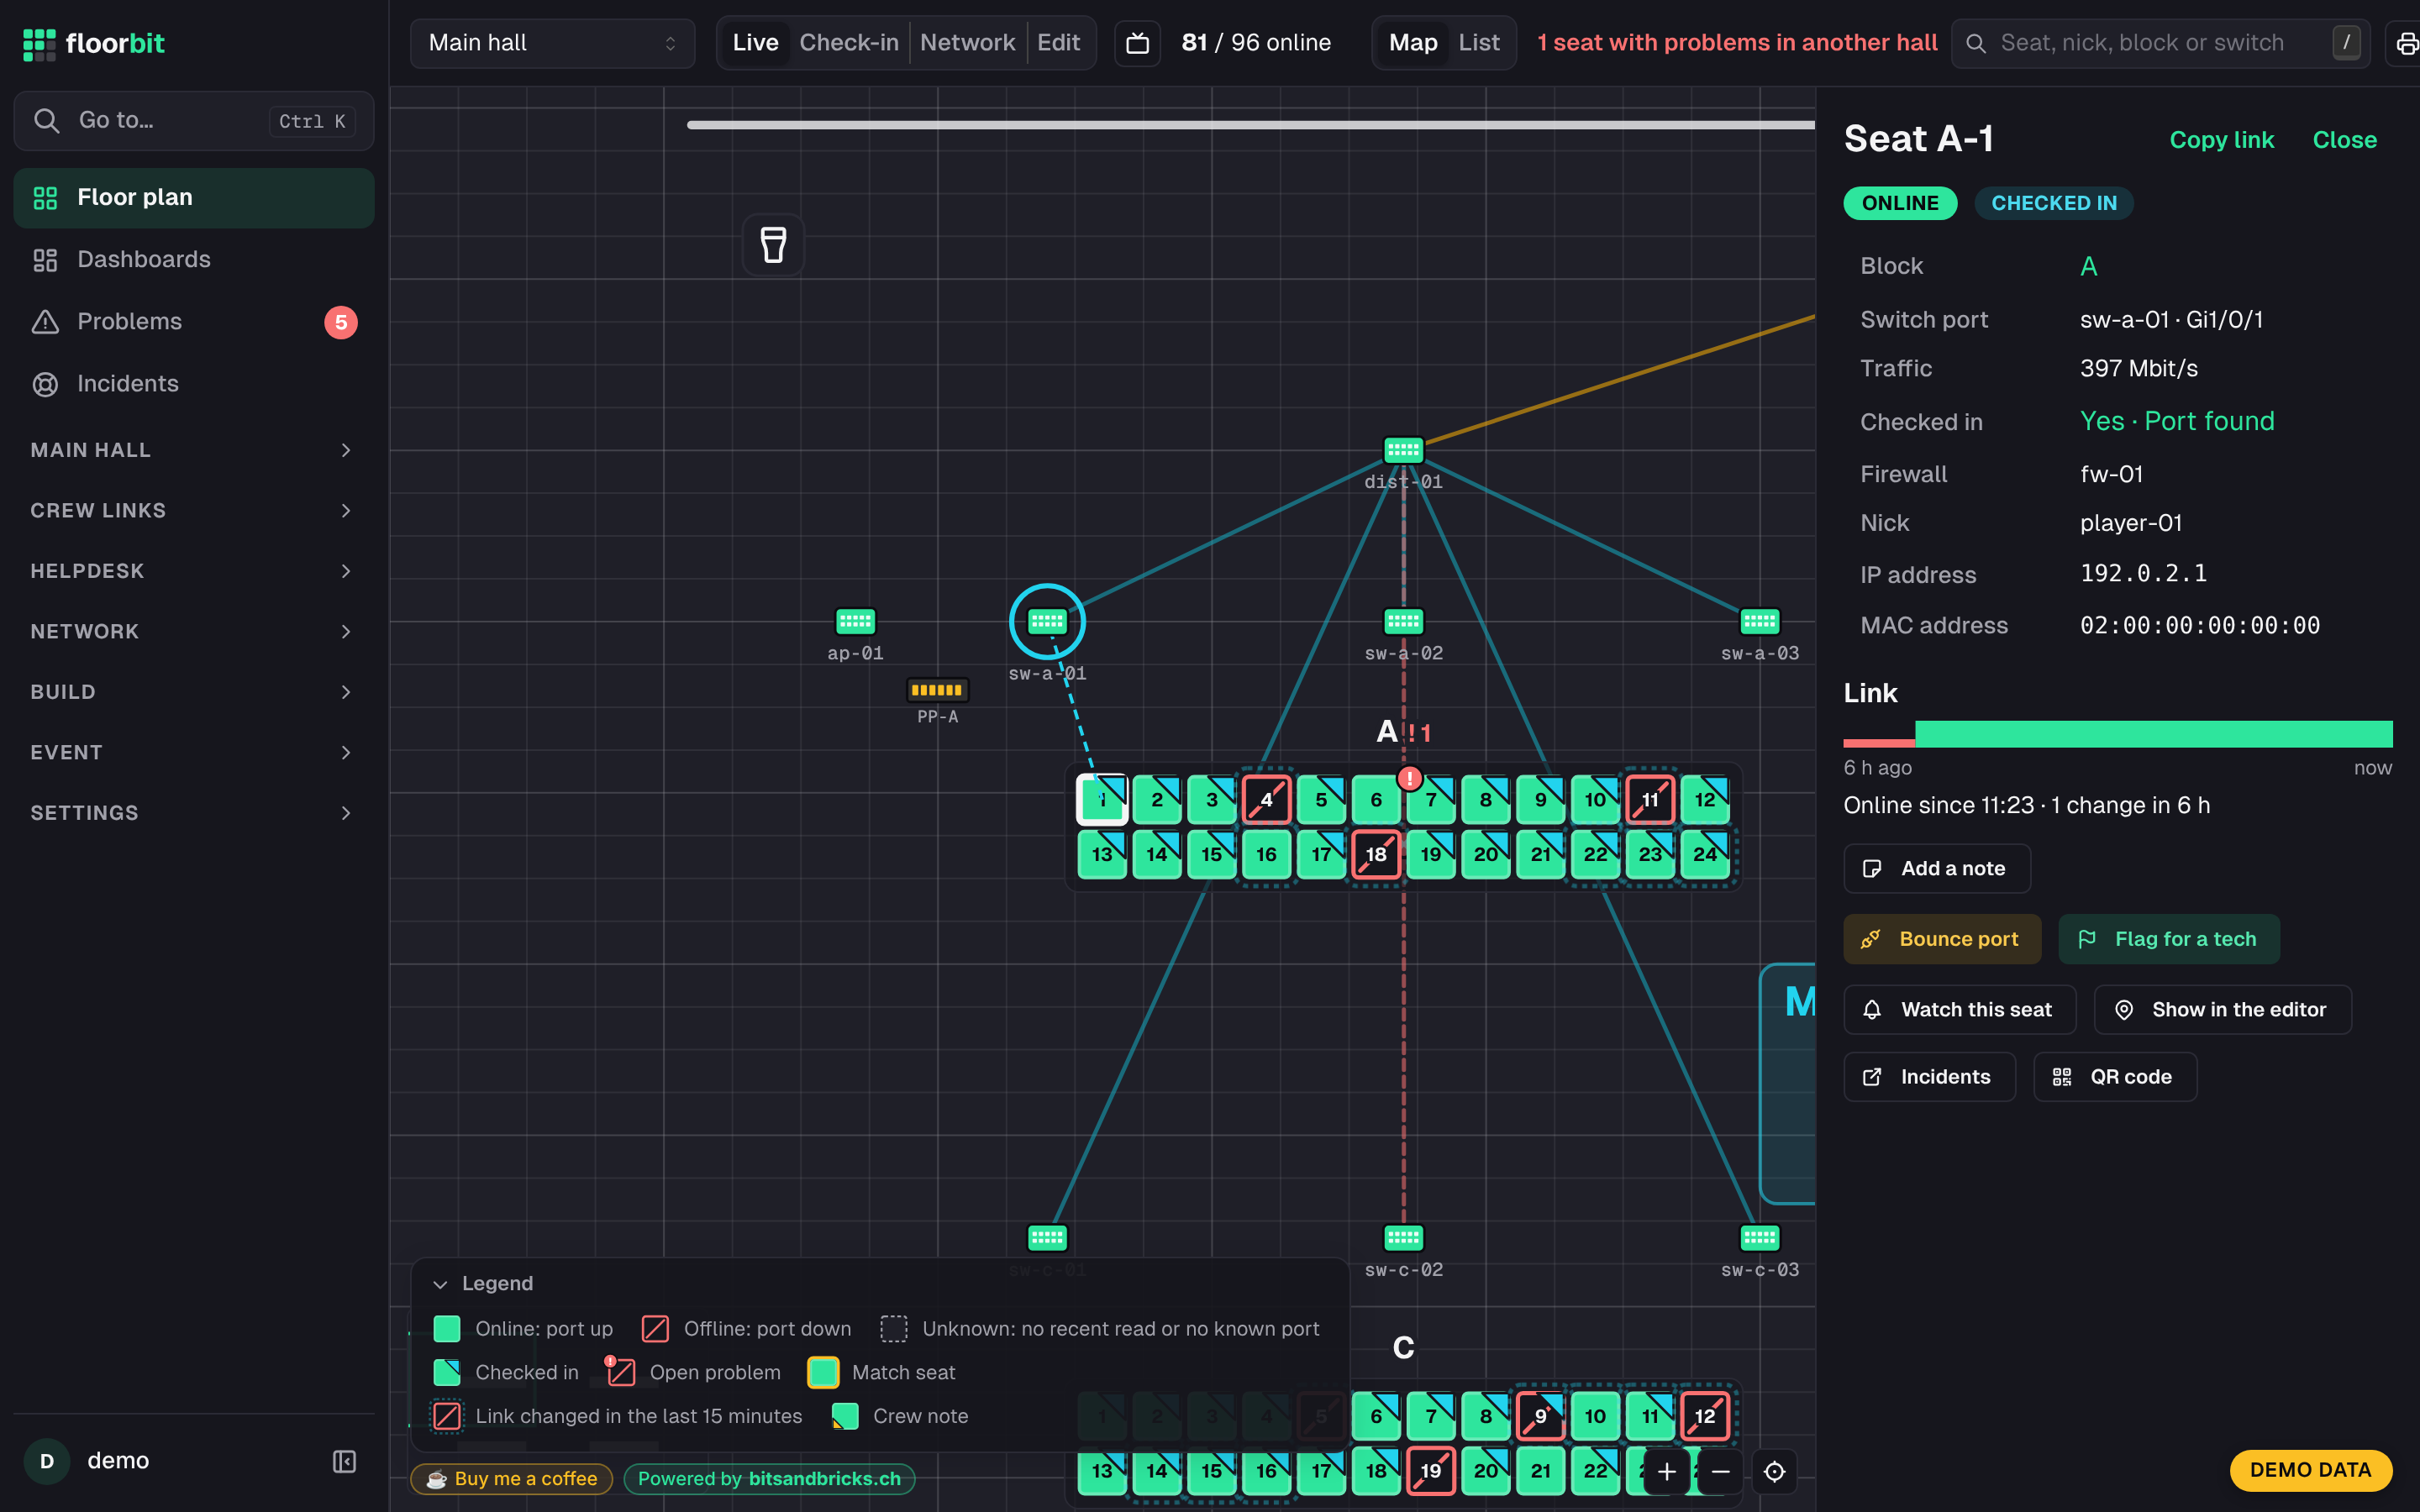 floorbit
Go to...
Ctrl K
Floor plan
Dashboards
Problems
5
Incidents
MAIN HALL
CREW LINKS
HELPDESK
NETWORK
BUILD
EVENT
SETTINGS
D
demo
Main hall
Live
Check-in
Network
Edit
81 / 96 online
Map
List
1 seat with problems in another hall
Seat, nick, block or switch
/
dist-01
ap-01
sw-a-01
sw-a-02
sw-a-03
PP-A
A !1
!
1 2 3 4 5 6 7 8 9 10 11 12
13 14 15 16 17 18 19 20 21 22 23 24
M
sw-c-01
sw-c-02
sw-c-03
C
1 2 3 4 5 6 7 8 9 10 11 12
13 14 15 16 17 18 19 20 21 22
Legend
Online: port up
Offline: port down
Unknown: no recent read or no known port
Checked in
!
Open problem
Match seat
Link changed in the last 15 minutes
Crew note
Buy me a coffee
Powered by bitsandbricks.ch
+
−
Seat A-1
Copy link
Close
ONLINE
CHECKED IN
Block A
Switch port sw-a-01 · Gi1/0/1
Traffic 397 Mbit/s
Checked in Yes · Port found
Firewall fw-01
Nick player-01
IP address 192.0.2.1
MAC address 02:00:00:00:00:00
Link
6 h ago
now
Online since 11:23 · 1 change in 6 h
Add a note
Bounce port
Flag for a tech
Watch this seat
Show in the editor
Incidents
QR code
DEMO DATA